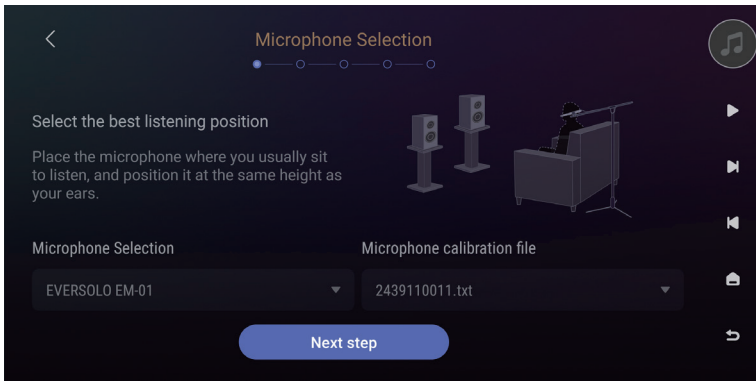 Microphone Selection
Select the best listening position
Place the microphone where you usually sit
to listen, and position it at the same height as
your ears.
Microphone Selection
Microphone calibration file
EVERSOLO EM-01
2439110011.txt
Next step